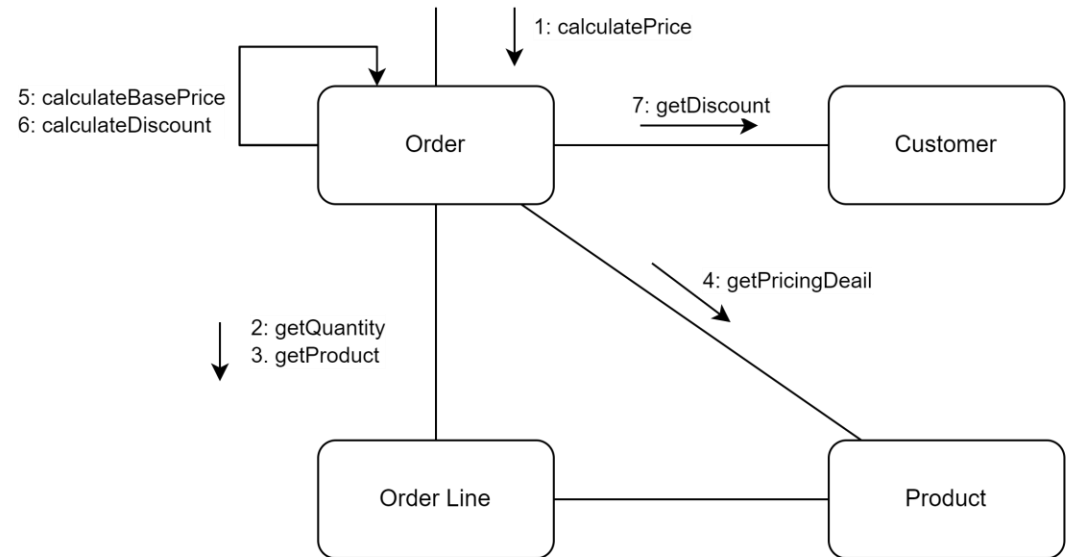 1: calculatePrice
5: calculateBasePrice
6: calculateDiscount
Order
7: getDiscount
Customer
4: getPricingDeail
2: getQuantity
3. getProduct
Order Line
Product